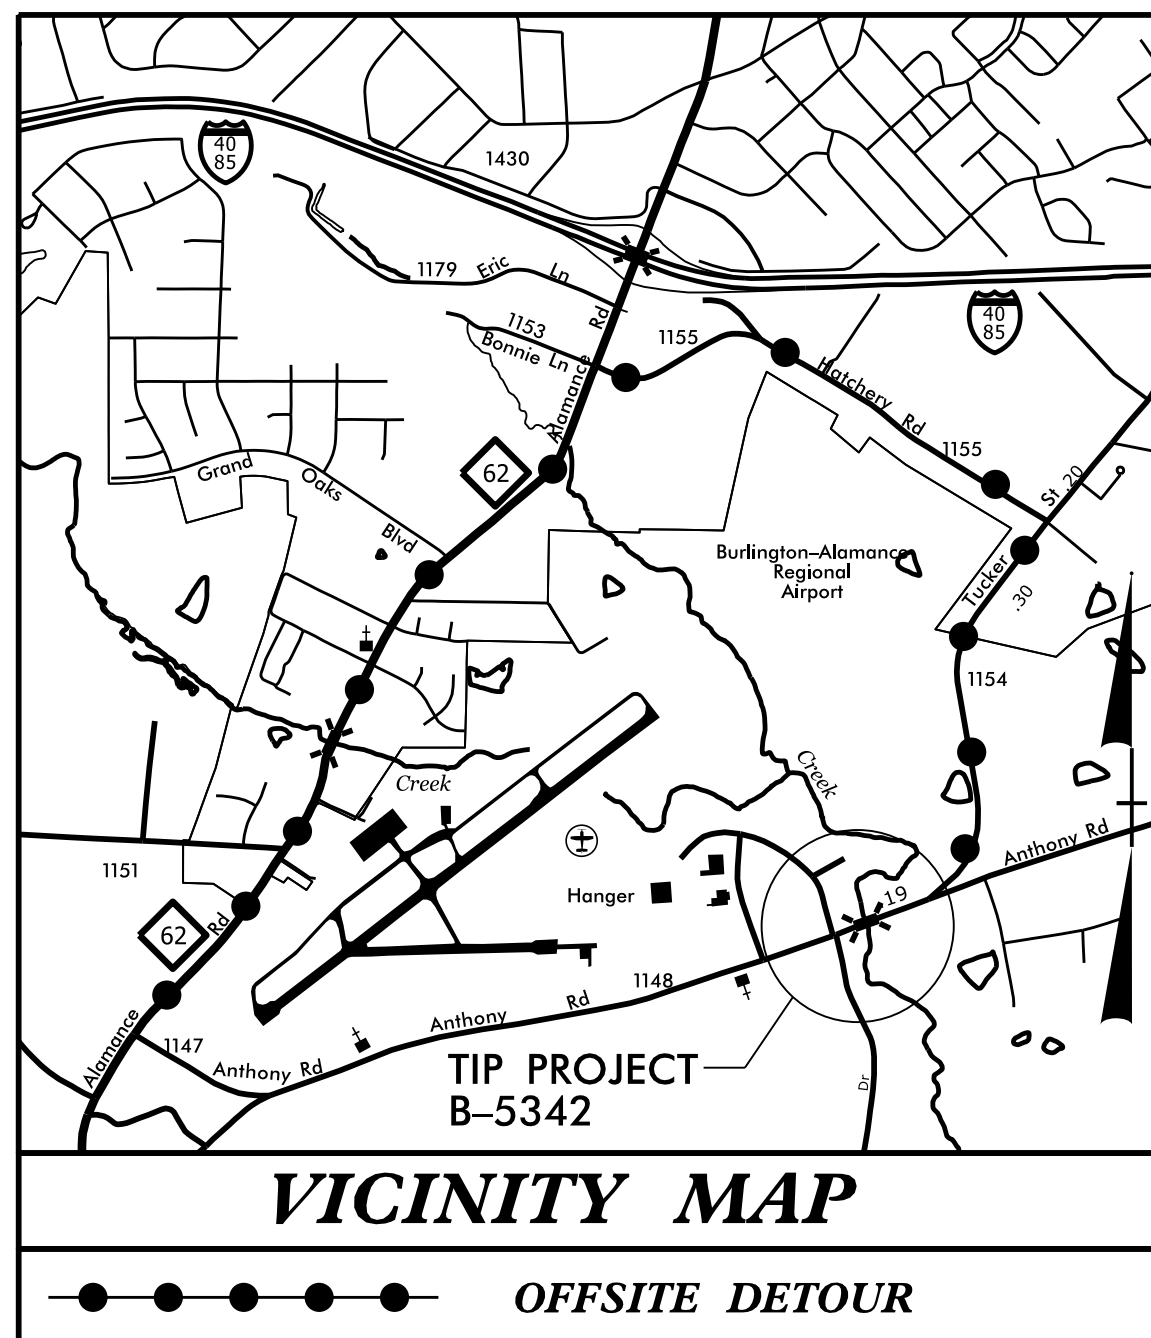 40
85
1430
1179 Eric Ln
Rd
1153
Bonnie Ln
1155
40
85
Alamance
Hatchery Rd
1155
62
Grand Oaks Blvd
St .20
Burlington–Alamance
Regional
Airport
Tucker
.30
1154
Creek
Creek
Anthony Rd
1151
Hanger
.19
62
Rd
1148
Anthony Rd
Alamance
1147
Anthony Rd
TIP PROJECT
B–5342
Dr
VICINITY MAP
OFFSITE DETOUR